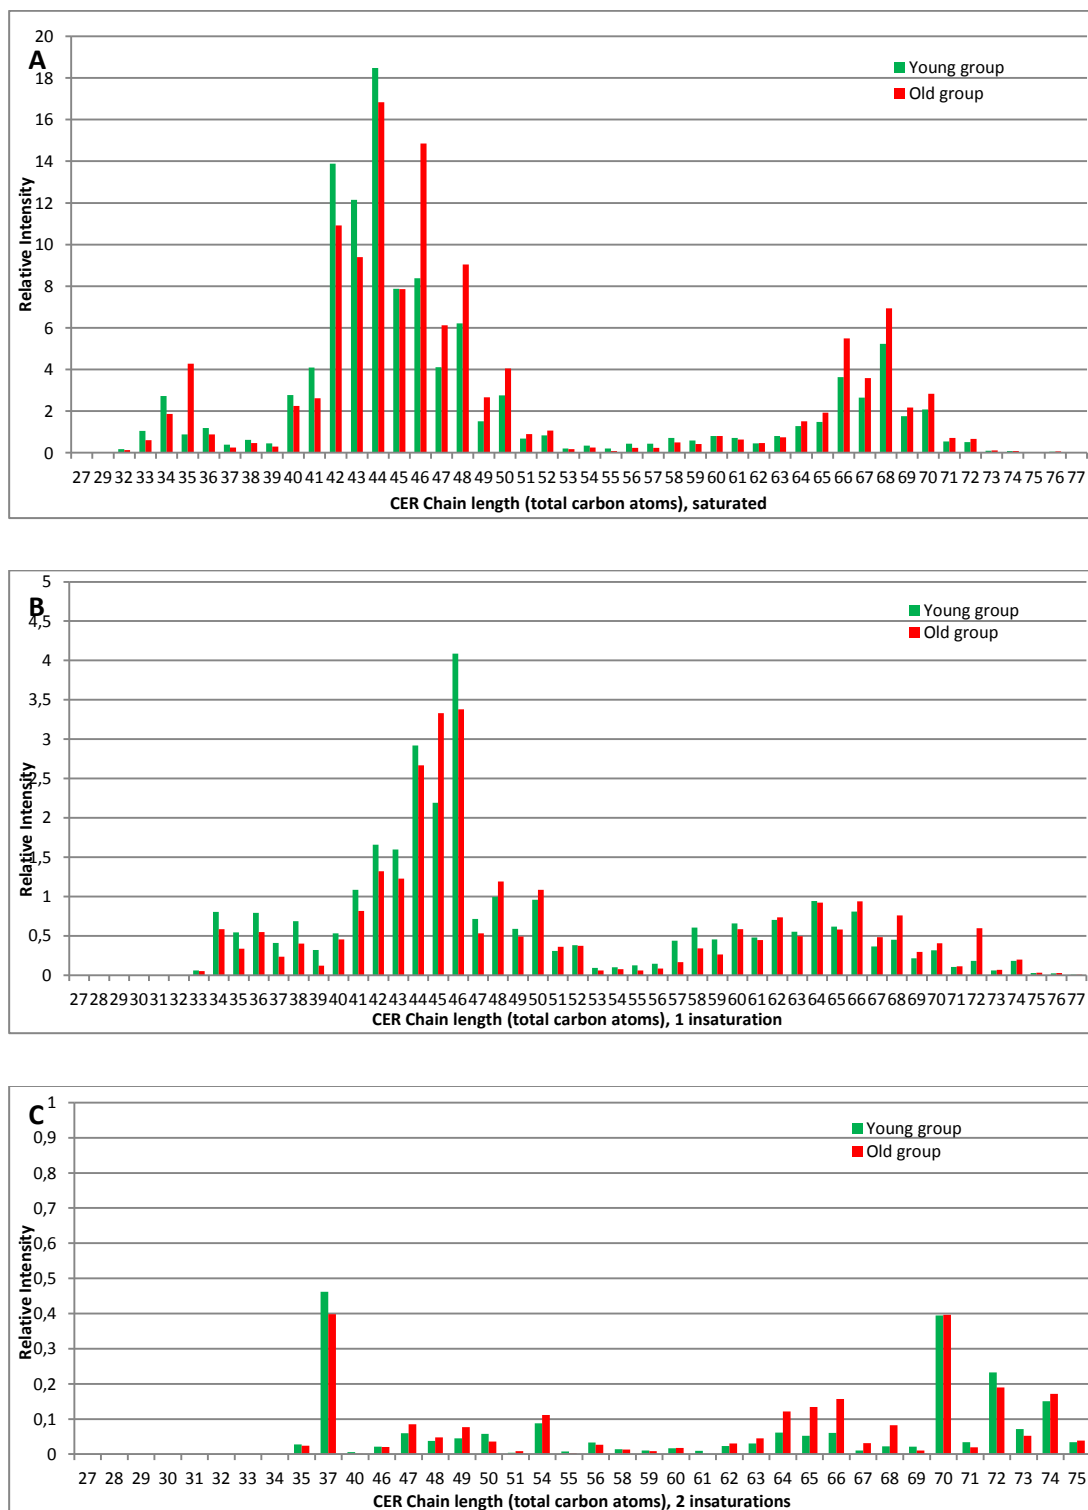 A
20
18
16
14
12
10
8
6
4
2
0
Relative Intensity
Young group
Old group
27 29 32 33 34 35 36 37 38 39 40 41 42 43 44 45 46 47 48 49 50 51 52 53 54 55 56 57 58 59 60 61 62 63 64 65 66 67 68 69 70 71 72 73 74 75 76 77
CER Chain length (total carbon atoms), saturated
B
5
4,5
4
3,5
3
2,5
2
1,5
1
0,5
0
Relative Intensity
Young group
Old group
27 28 29 30 31 32 33 34 35 36 37 38 39 40 41 42 43 44 45 46 47 48 49 50 51 52 53 54 55 56 57 58 59 60 61 62 63 64 65 66 67 68 69 70 71 72 73 74 75 76 77
CER Chain length (total carbon atoms), 1 insaturation
C
1
0,9
0,8
0,7
0,6
0,5
0,4
0,3
0,2
0,1
0
Relative Intensity
Young group
Old group
27 28 29 30 31 32 33 34 35 37 40 46 47 48 49 50 51 54 55 56 58 59 60 61 62 63 64 65 66 67 68 69 70 71 72 73 74 75
CER Chain length (total carbon atoms), 2 insaturations